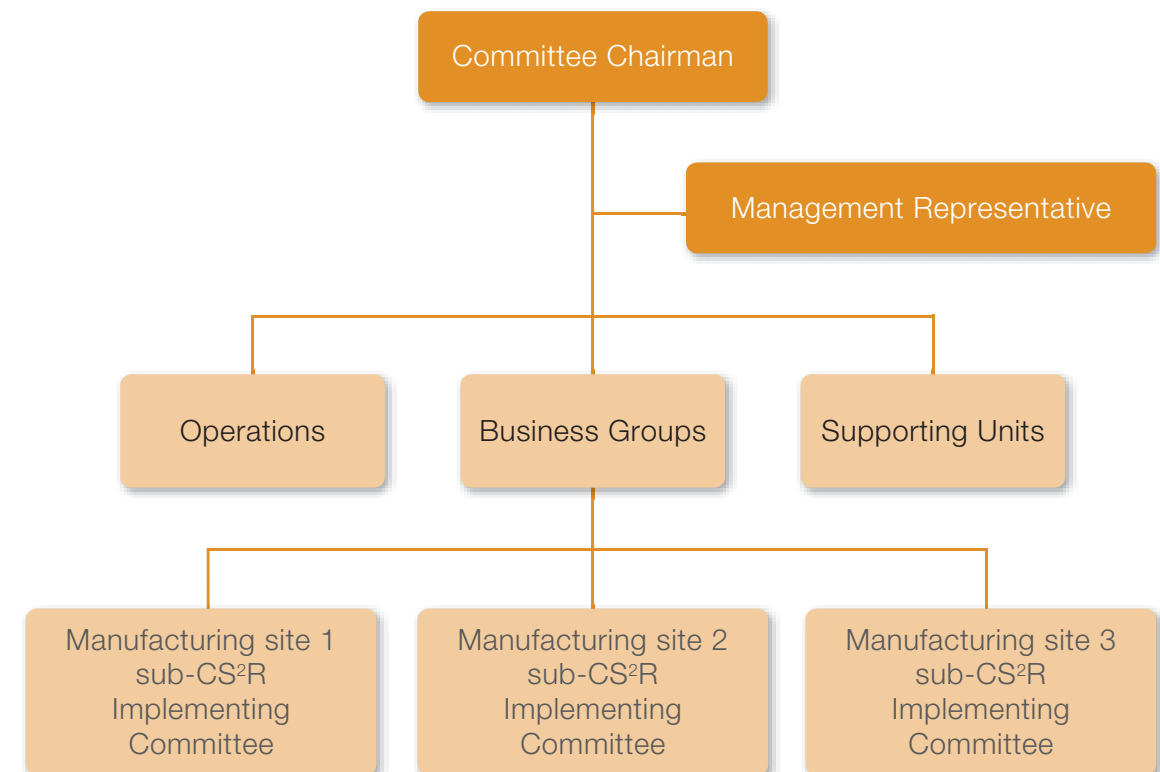 Committee Chairman
Management Representative
Operations
Business Groups
Supporting Units
Manufacturing site 1
sub-CS²R
Implementing
Committee
Manufacturing site 2
sub-CS²R
Implementing
Committee
Manufacturing site 3
sub-CS²R
Implementing
Committee